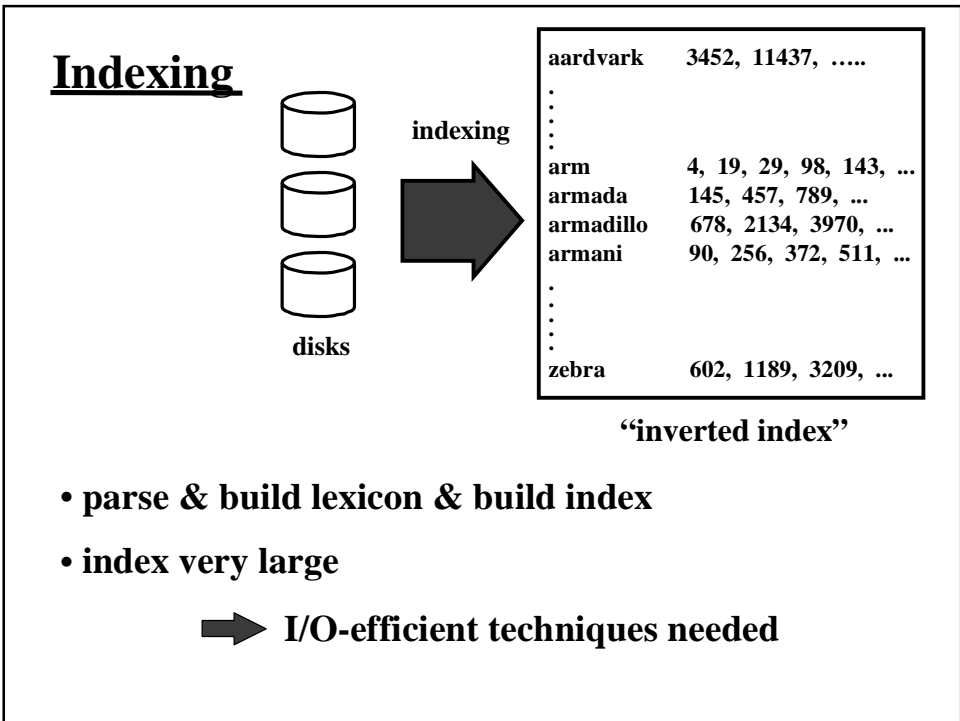 Indexing
disks
indexing
aardvark 3452, 11437, …..
.
.
.
.
.
arm 4, 19, 29, 98, 143, ...
armada 145, 457, 789, ...
armadillo 678, 2134, 3970, ...
armani 90, 256, 372, 511, ...
.
.
.
.
.
zebra 602, 1189, 3209, ...
“inverted index”
• parse & build lexicon & build index
• index very large
I/O-efficient techniques needed